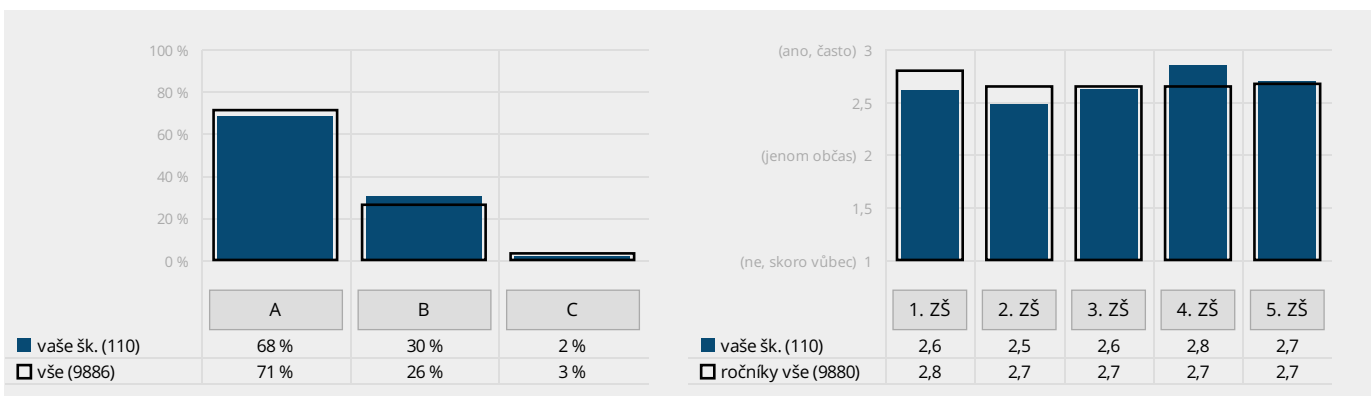 100 %
80 %
60 %
40 %
20 %
0 %
A B C
vaše šk. (110) 68 % 30 % 2 %
vše (9886) 71 % 26 % 3 %
(ano, často) 3
2,5
(jenom občas) 2
1,5
(ne, skoro vůbec) 1
1. ZŠ 2. ZŠ 3. ZŠ 4. ZŠ 5. ZŠ
vaše šk. (110) 2,6 2,5 2,6 2,8 2,7
ročníky vše (9880) 2,8 2,7 2,7 2,7 2,7